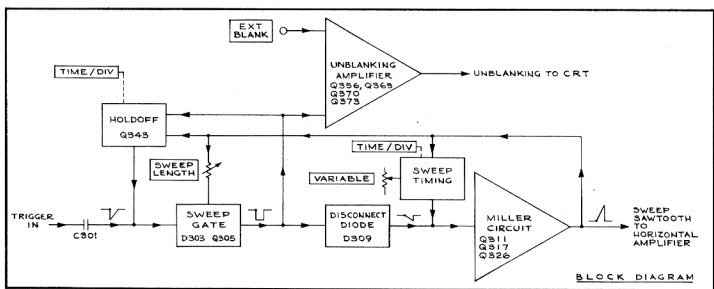 EXT
BLANK
UNBLANKING
AMPLIFIER
Q356, Q363
Q370
Q373
UNBLANKING TO CRT
TIME/DIV
HOLDOFF
Q343
SWEEP
LENGTH
TIME/DIV
VARIABLE
SWEEP
TIMING
TRIGGER
IN
C301
SWEEP
GATE
D303 Q305
DISCONNECT
DIODE
D309
MILLER
CIRCUIT
Q311
Q317
Q326
SWEEP
SAWTOOTH
TO
HORIZONTAL
AMPLIFIER
BLOCK DIAGRAM